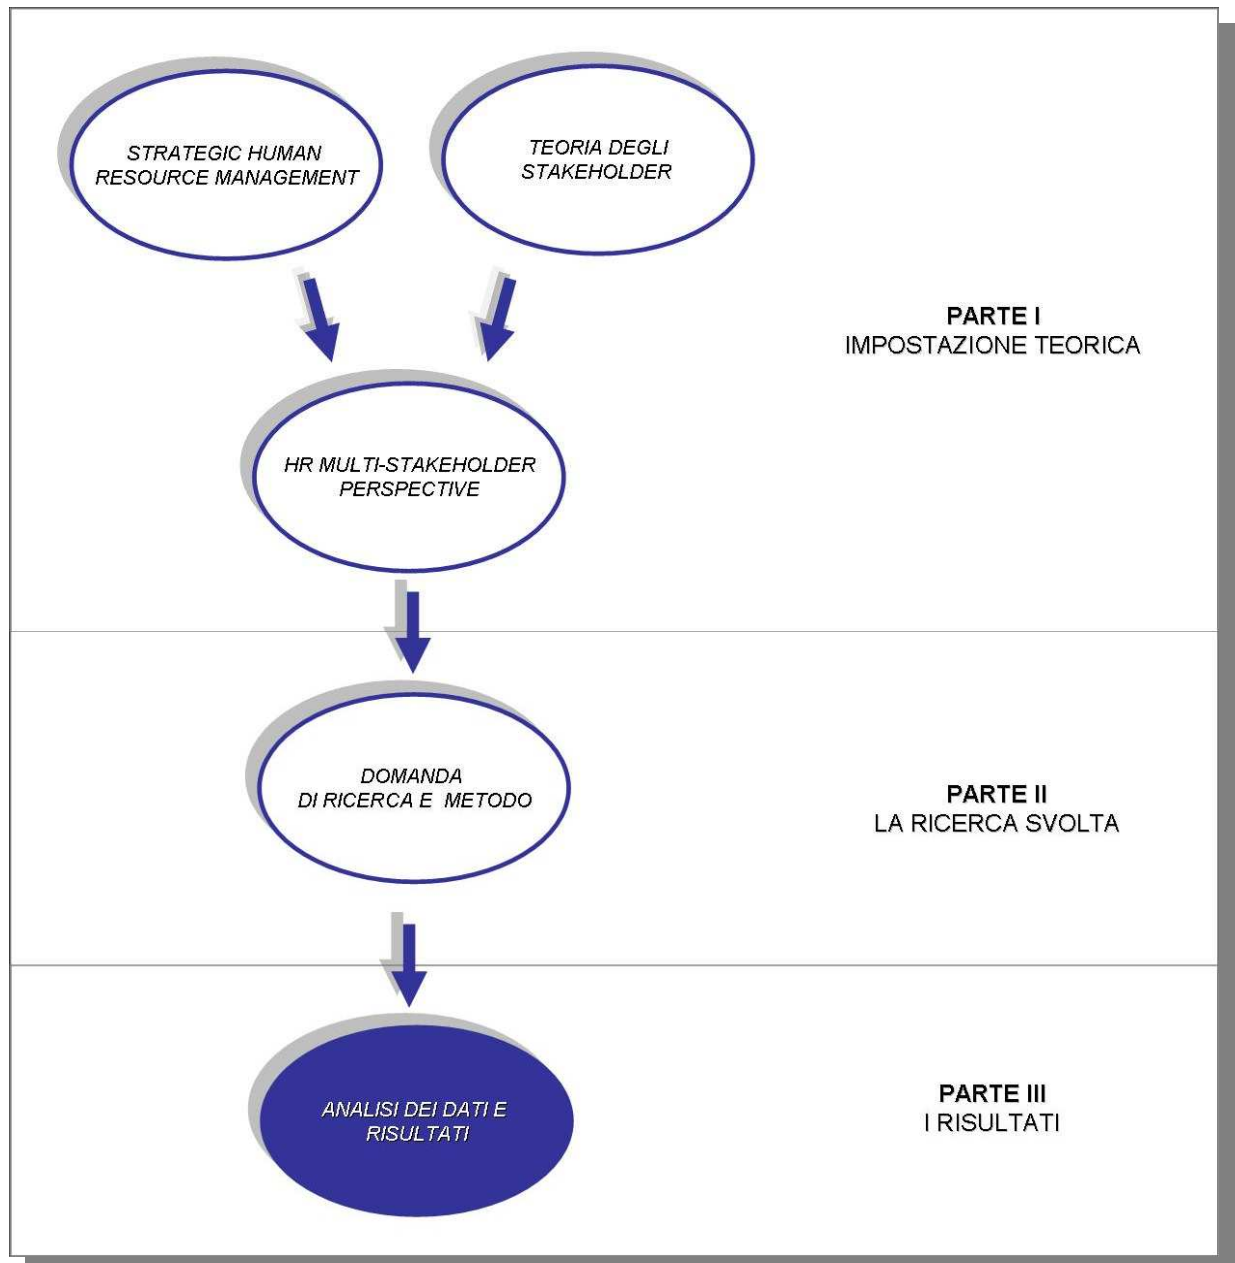 STRATEGIC HUMAN
RESOURCE MANAGEMENT
TEORIA DEGLI
STAKEHOLDER
PARTE I
IMPOSTAZIONE TEORICA
HR MULTI-STAKEHOLDER
PERSPECTIVE
DOMANDA
DI RICERCA E METODO
PARTE II
LA RICERCA SVOLTA
ANALISI DEI DATI E
RISULTATI
PARTE III
I RISULTATI